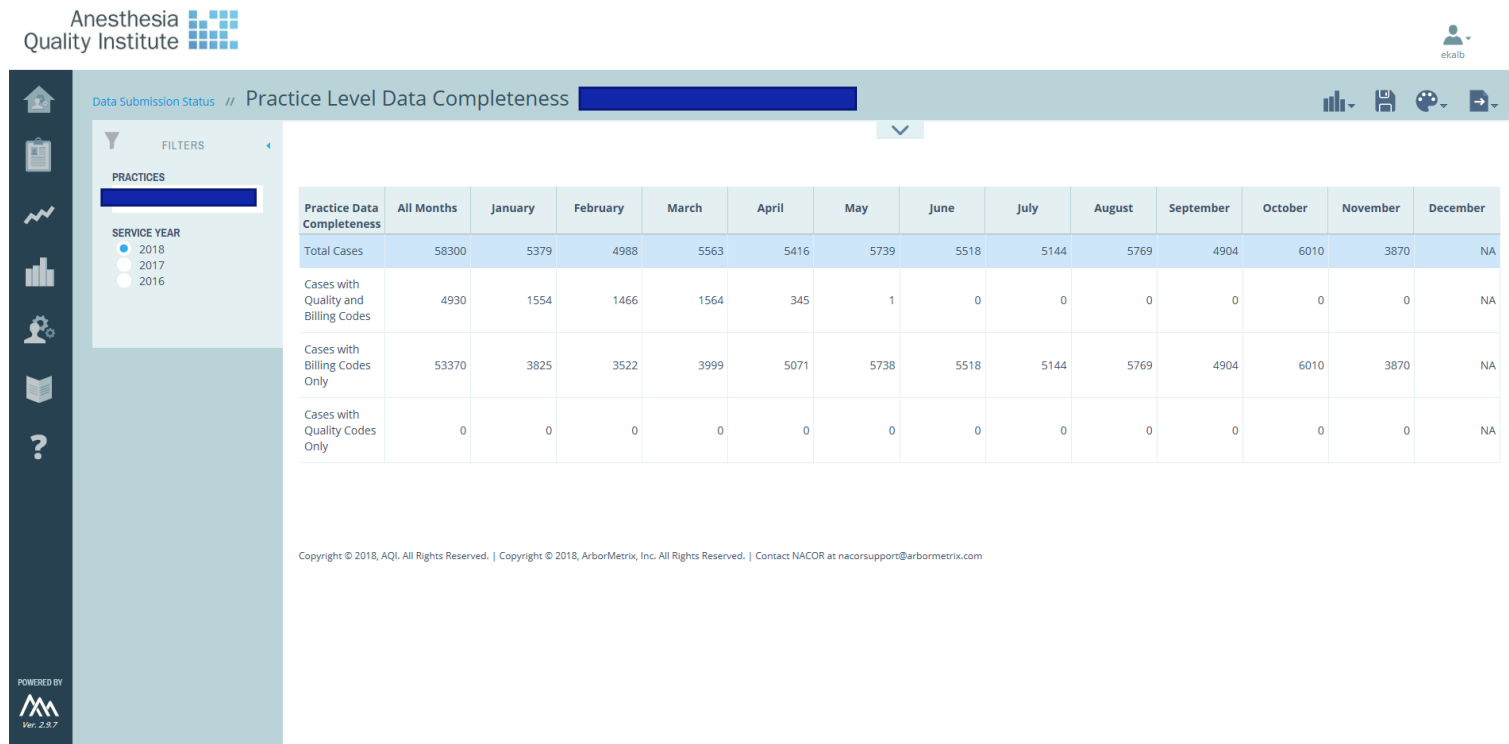 Anesthesia
Quality Institute
ekalb
Data Submission Status // Practice Level Data Completeness
FILTERS
PRACTICES
SERVICE YEAR
2018
2017
2016
Practice Data Completeness All Months January February March April May June July August September October November December
Total Cases 58300 5379 4988 5563 5416 5739 5518 5144 5769 4904 6010 3870 NA
Cases with
Quality and
Billing Codes 4930 1554 1466 1564 345 1 0 0 0 0 0 0 NA
Cases with
Billing Codes
Only 53370 3825 3522 3999 5071 5738 5518 5144 5769 4904 6010 3870 NA
Cases with
Quality Codes
Only 0 0 0 0 0 0 0 0 0 0 0 0 NA
Copyright © 2018, AQI. All Rights Reserved. | Copyright © 2018, ArborMetrix, Inc. All Rights Reserved. | Contact NACOR at nacorsupport@arbormetrix.com
POWERED BY
Ver. 2.9.7